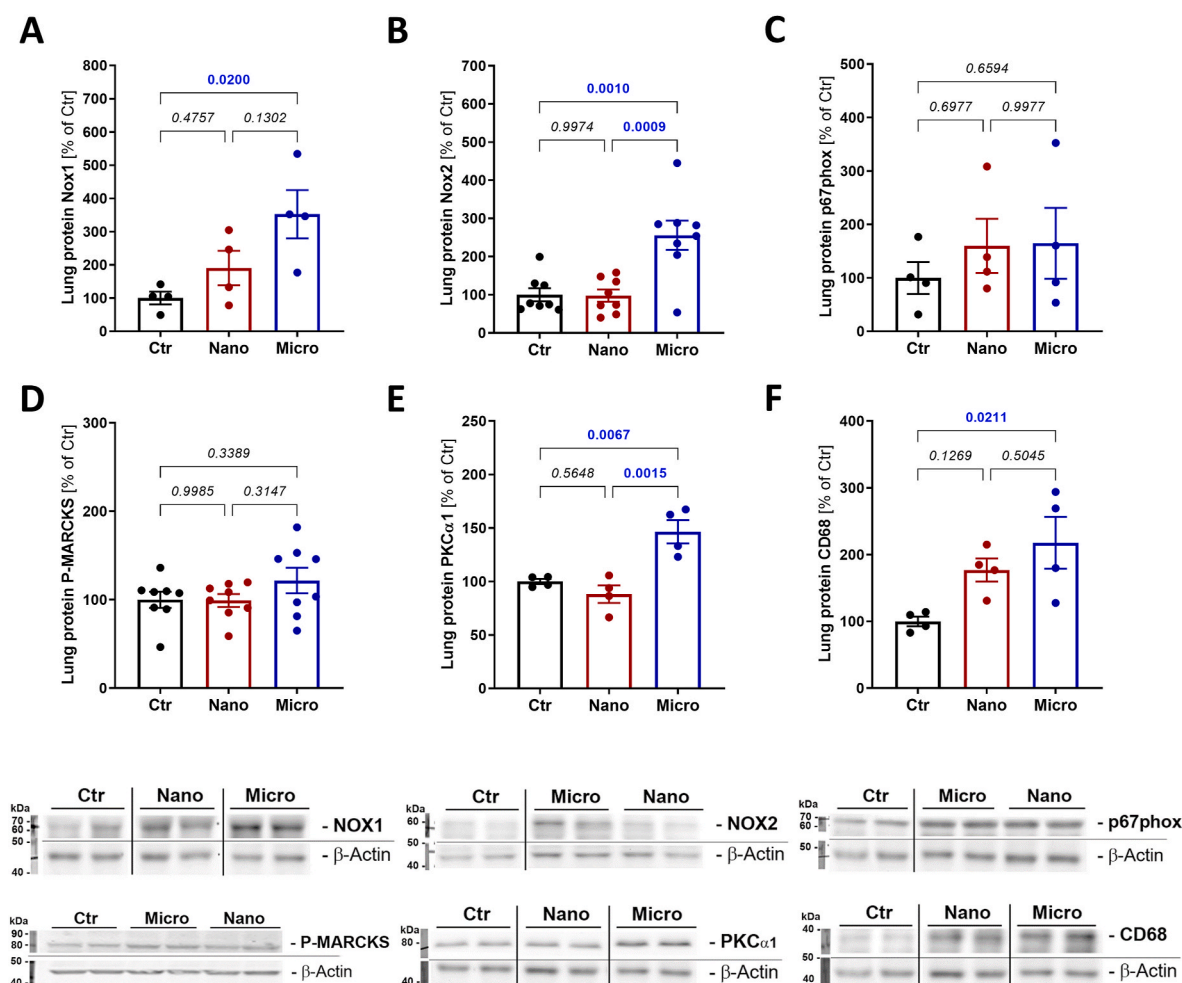 A
Lung protein Nox1 [% of Ctr]
800
700
600
500
400
300
200
100
0
0.0200
0.4757
0.1302
Ctr Nano Micro
B
Lung protein Nox2 [% of Ctr]
700
600
500
400
300
200
100
0
0.0010
0.9974
0.0009
Ctr Nano Micro
C
Lung protein p67phox [% of Ctr]
500
400
300
200
100
0
0.6594
0.6977
0.9977
Ctr Nano Micro
D
Lung protein P-MARCKS [% of Ctr]
300
200
100
0
0.3389
0.9985
0.3147
Ctr Nano Micro
E
Lung protein PKCα1 [% of Ctr]
250
200
150
100
50
0
0.0067
0.5648
0.0015
Ctr Nano Micro
F
Lung protein CD68 [% of Ctr]
400
300
200
100
0
0.0211
0.1269
0.5045
Ctr Nano Micro
kDa
Ctr Nano Micro
70-
60-
- NOX1
50-
- β-Actin
40-
kDa
Ctr Micro Nano
60-
- NOX2
50-
- β-Actin
40-
kDa
Ctr Micro Nano
70-
60-
- p67phox
50-
- β-Actin
40-
kDa
Ctr Micro Nano
90-
80-
- P-MARCKS
50-
- β-Actin
40-
kDa
Ctr Nano Micro
80-
- PKCα1
50-
- β-Actin
40-
kDa
Ctr Nano Micro
40-
- CD68
50-
- β-Actin
40-